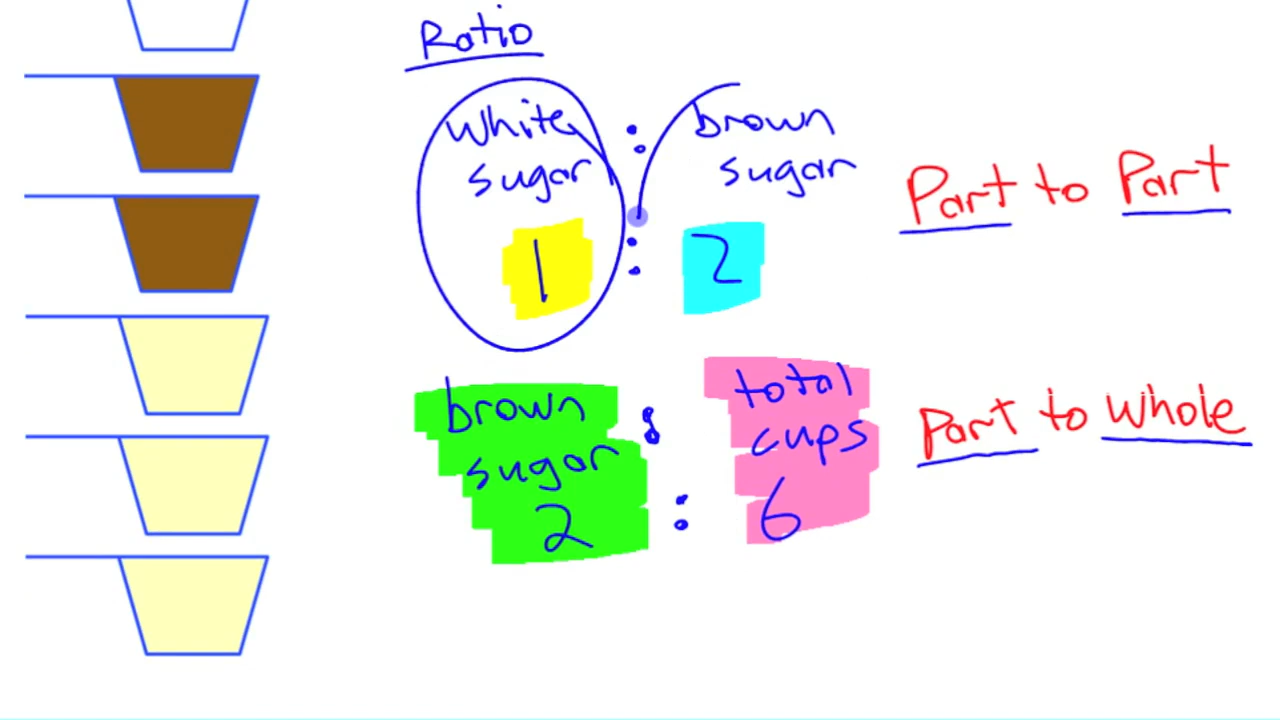 Ratio
white : brown
sugar sugar
1 : 2
Part to Part
brown : total
sugar cups
2 : 6
Part to Whole